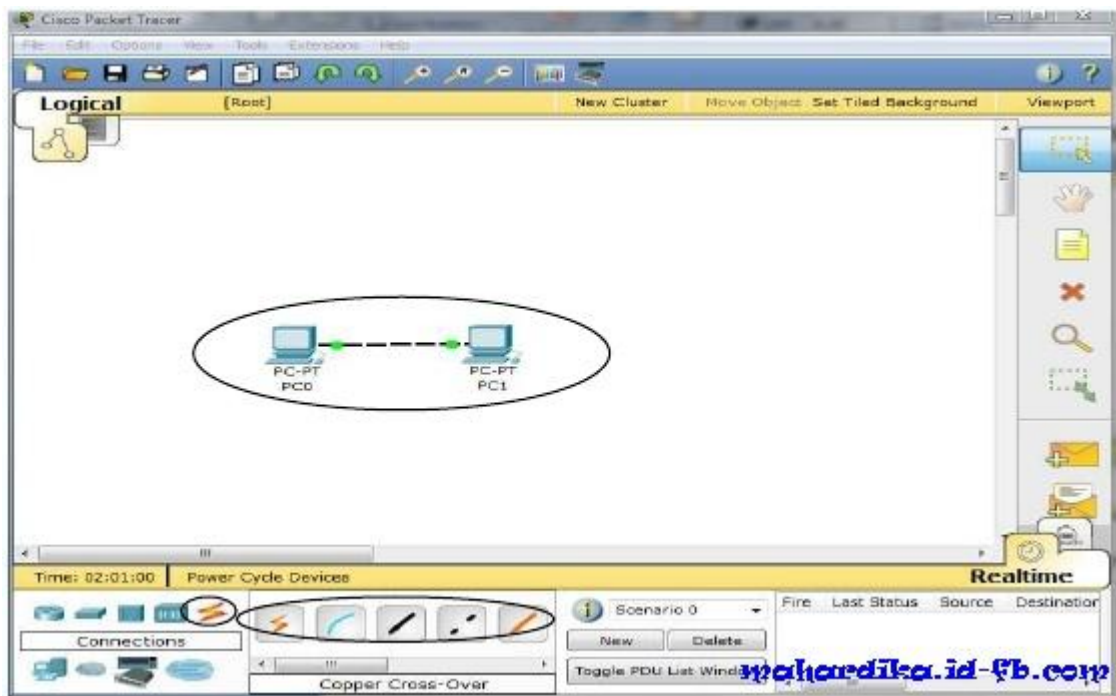 Cisco Packet Tracer
File Edit Options View Tools Extensions Help
Logical [Root] New Cluster Move Object Set Tiled Background Viewport
PC-PT PC-PT
PC0 PC1
Time: 02:01:00 Power Cycle Devices Realtime
Scenario 0 Fire Last Status Source Destination
Connections New Delete
Toggle PDU List Window
Copper Cross-Over
mahardika.id-fb.com